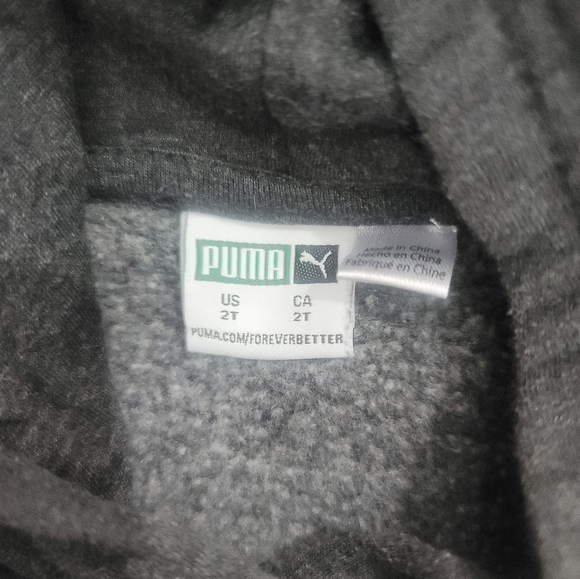 PUMA
US CA
2T 2T
PUMA.COM/FOREVERBETTER
Made in China
Hecho en China
Fabriqué en Chine